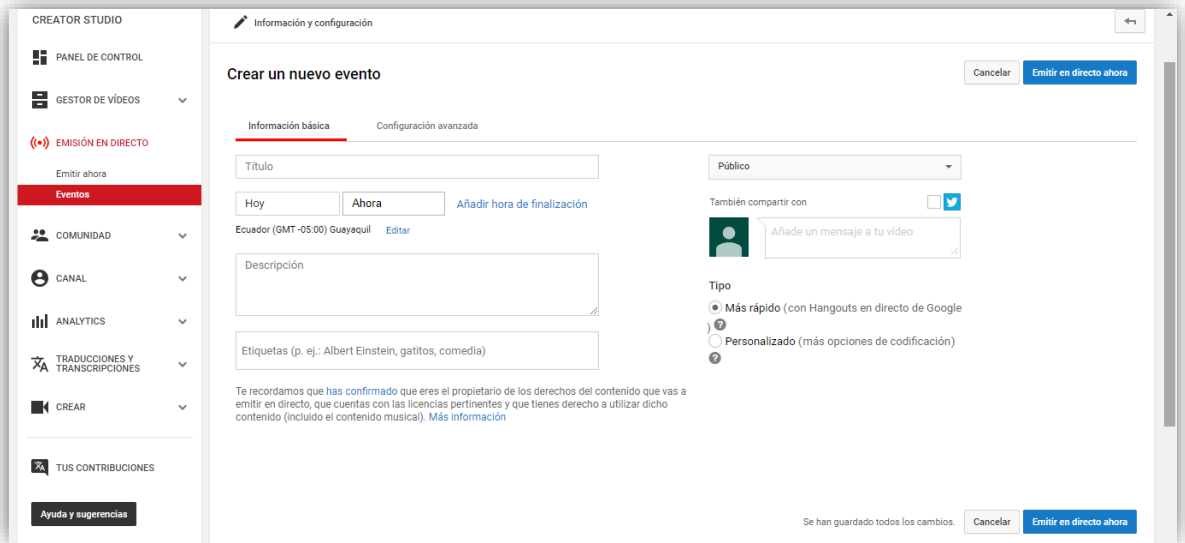 CREATOR STUDIO
PANEL DE CONTROL
GESTOR DE VÍDEOS
EMISIÓN EN DIRECTO
Emitir ahora
Eventos
COMUNIDAD
CANAL
ANALYTICS
TRADUCCIONES Y
TRANSCRIPCIONES
CREAR
TUS CONTRIBUCIONES
Ayuda y sugerencias
Información y configuración
Crear un nuevo evento
Cancelar
Emitir en directo ahora
Información básica
Configuración avanzada
Título
Hoy
Ahora
Añadir hora de finalización
Ecuador (GMT -05:00) Guayaquil
Editar
Descripción
Etiquetas (p. ej.: Albert Einstein, gatitos, comedia)
Te recordamos que has confirmado que eres el propietario de los derechos del contenido que vas a
emitir en directo, que cuentas con las licencias pertinentes y que tienes derecho a utilizar dicho
contenido (incluido el contenido musical). Más información
Público
También compartir con
Añade un mensaje a tu vídeo
Tipo
Más rápido (con Hangouts en directo de Google
) ?
Personalizado (más opciones de codificación)
?
Se han guardado todos los cambios.
Cancelar
Emitir en directo ahora